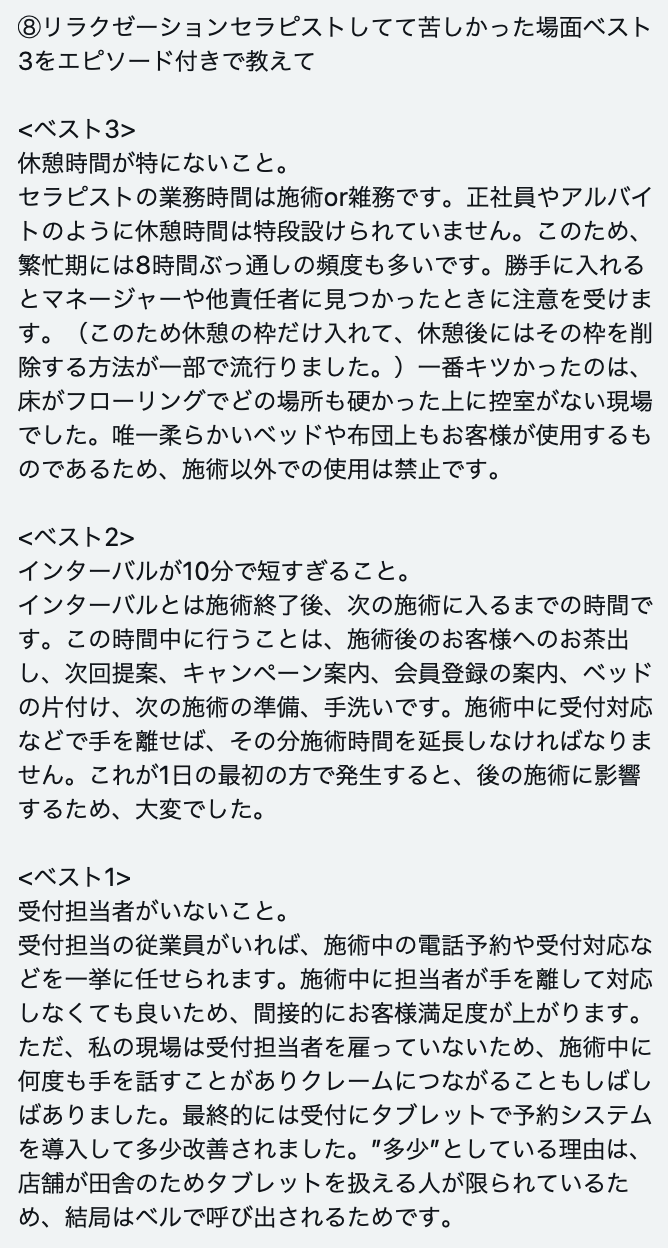 ⑧リラクゼーションセラピストしてて苦しかった場面ベスト
3をエピソード付きで教えて
<ベスト3>
休憩時間が特にないこと。
セラピストの業務時間は施術or雑務です。正社員やアルバイ
トのように休憩時間は特段設けられていません。このため、
繁忙期には8時間ぶっ通しの頻度も多いです。勝手に入れる
とマネージャーや他責任者に見つかったときに注意を受けま
す。（このため休憩の枠だけ入れて、休憩後にはその枠を削
除する方法が一部で流行りました。）一番キツかったのは、
床がフローリングでどの場所も硬かった上に控室がない現場
でした。唯一柔らかいベッドや布団上もお客様が使用するも
のであるため、施術以外での使用は禁止です。
<ベスト2>
インターバルが10分で短すぎること。
インターバルとは施術終了後、次の施術に入るまでの時間で
す。この時間中に行うことは、施術後のお客様へのお茶出
し、次回提案、キャンペーン案内、会員登録の案内、ベッド
の片付け、次の施術の準備、手洗いです。施術中に受付対応
などで手を離せば、その分施術時間を延長しなければなりま
せん。これが1日の最初の方で発生すると、後の施術に影響
するため、大変でした。
<ベスト1>
受付担当者がいないこと。
受付担当の従業員がいれば、施術中の電話予約や受付対応な
どを一挙に任せられます。施術中に担当者が手を離して対応
しなくても良いため、間接的にお客様満足度が上がります。
ただ、私の現場は受付担当者を雇っていないため、施術中に
何度も手を話すことがありクレームにつながることもしばし
ばありました。最終的には受付にタブレットで予約システム
を導入して多少改善されました。"多少"としている理由は、
店舗が田舎のためタブレットを扱える人が限られているた
め、結局はベルで呼び出されるためです。